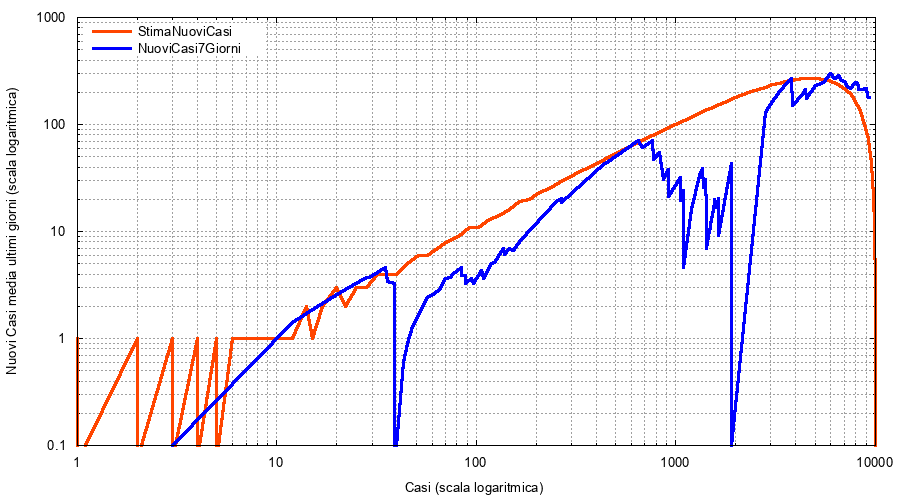 1000
StimaNuoviCasi
NuoviCasi7Giorni
100
10
1
0.1
Nuovi Casi media ultimi giorni (scala logaritmica)
1
10
100
1000
10000
Casi (scala logaritmica)